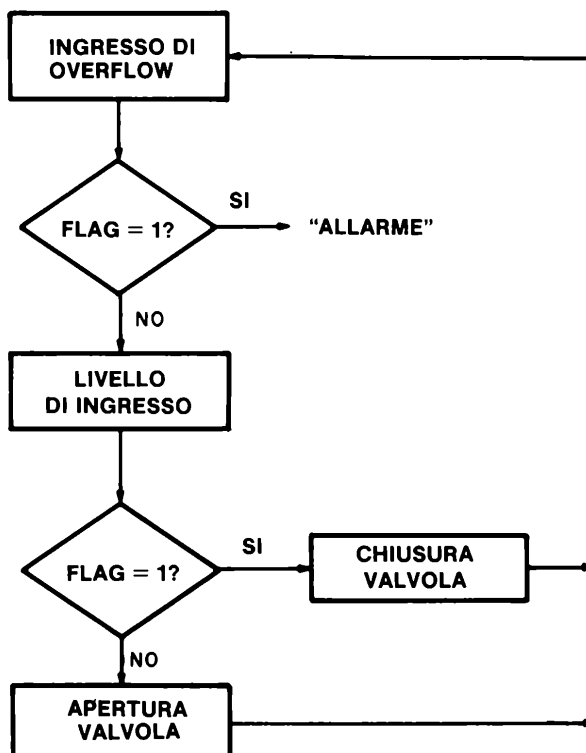 INGRESSO DI
OVERFLOW
FLAG = 1?
SI
"ALLARME"
NO
LIVELLO
DI INGRESSO
FLAG = 1?
SI
CHIUSURA
VALVOLA
NO
APERTURA
VALVOLA